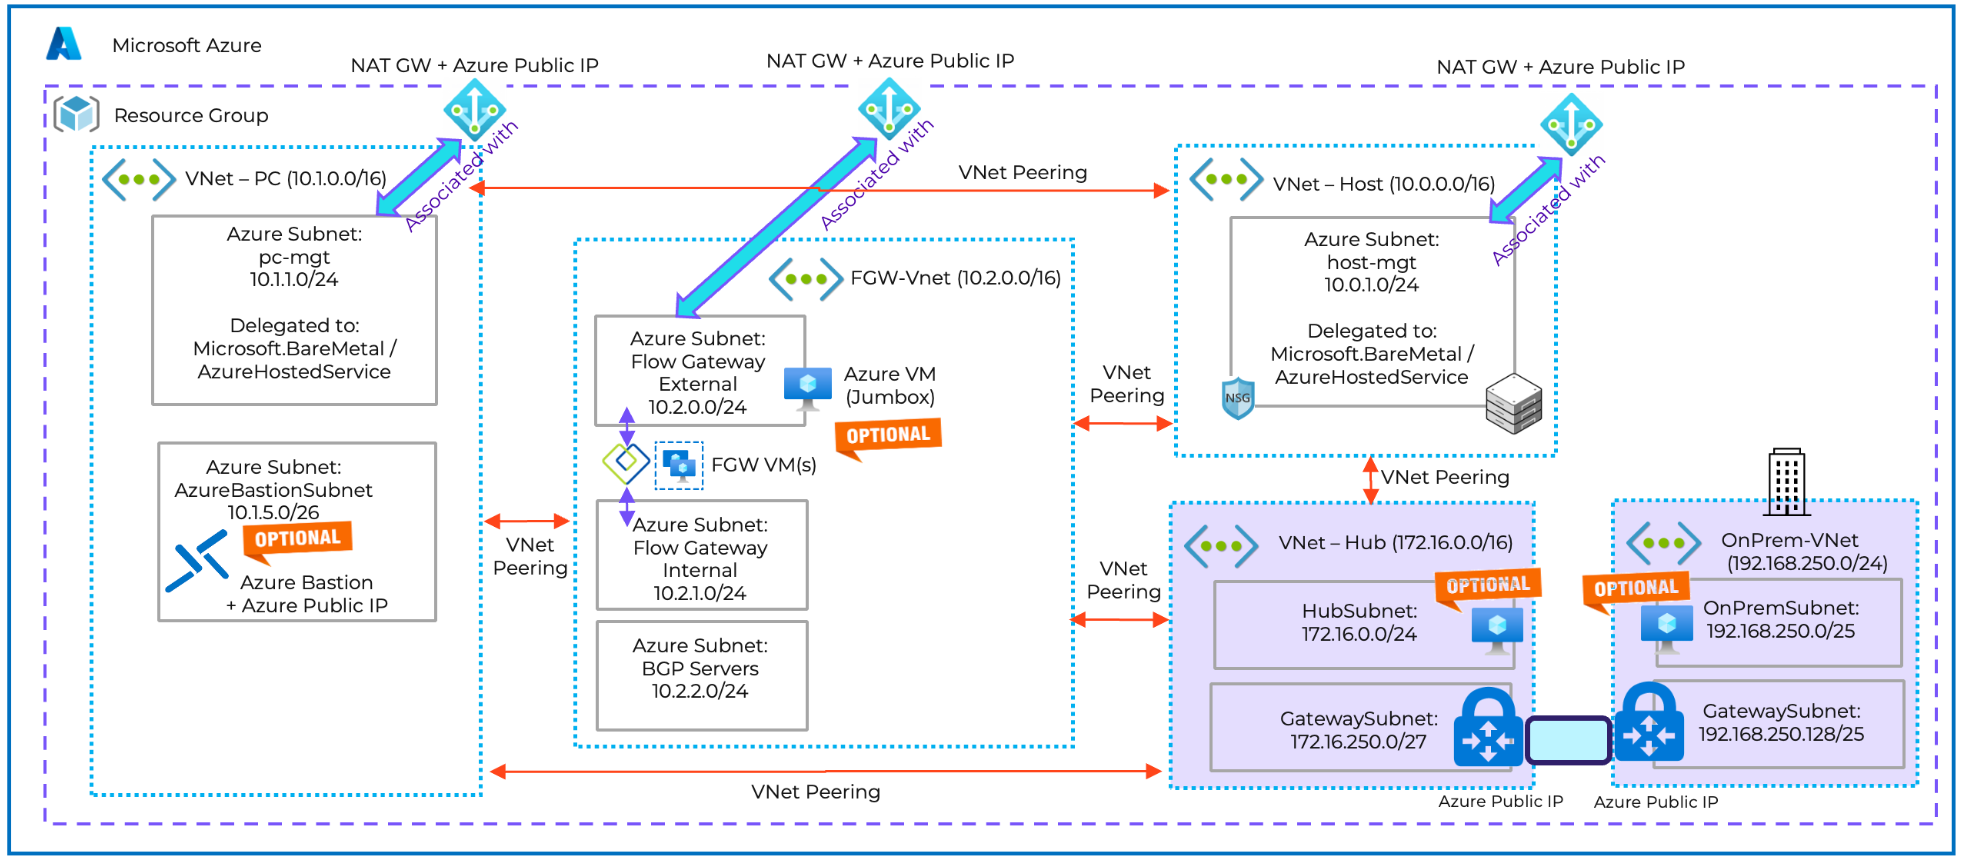 Microsoft Azure
NAT GW + Azure Public IP
NAT GW + Azure Public IP
NAT GW + Azure Public IP
Resource Group
Associated with
Associated with
Associated with
VNet – PC (10.1.0.0/16)
Azure Subnet:
pc-mgt
10.1.1.0/24
Delegated to:
Microsoft.BareMetal /
AzureHostedService
Azure Subnet:
AzureBastionSubnet
10.1.5.0/26
OPTIONAL
Azure Bastion
+ Azure Public IP
VNet Peering
VNet
Peering
FGW-Vnet (10.2.0.0/16)
Azure Subnet:
Flow Gateway
External
10.2.0.0/24
Azure VM
(Jumbox)
OPTIONAL
FGW VM(s)
Azure Subnet:
Flow Gateway
Internal
10.2.1.0/24
Azure Subnet:
BGP Servers
10.2.2.0/24
VNet Peering
VNet
Peering
VNet
Peering
VNet – Host (10.0.0.0/16)
Azure Subnet:
host-mgt
10.0.1.0/24
Delegated to:
Microsoft.BareMetal /
AzureHostedService
NSG
VNet Peering
VNet – Hub (172.16.0.0/16)
OPTIONAL
HubSubnet:
172.16.0.0/24
GatewaySubnet:
172.16.250.0/27
Azure Public IP
OnPrem-VNet
(192.168.250.0/24)
OPTIONAL
OnPremSubnet:
192.168.250.0/25
GatewaySubnet:
192.168.250.128/25
Azure Public IP